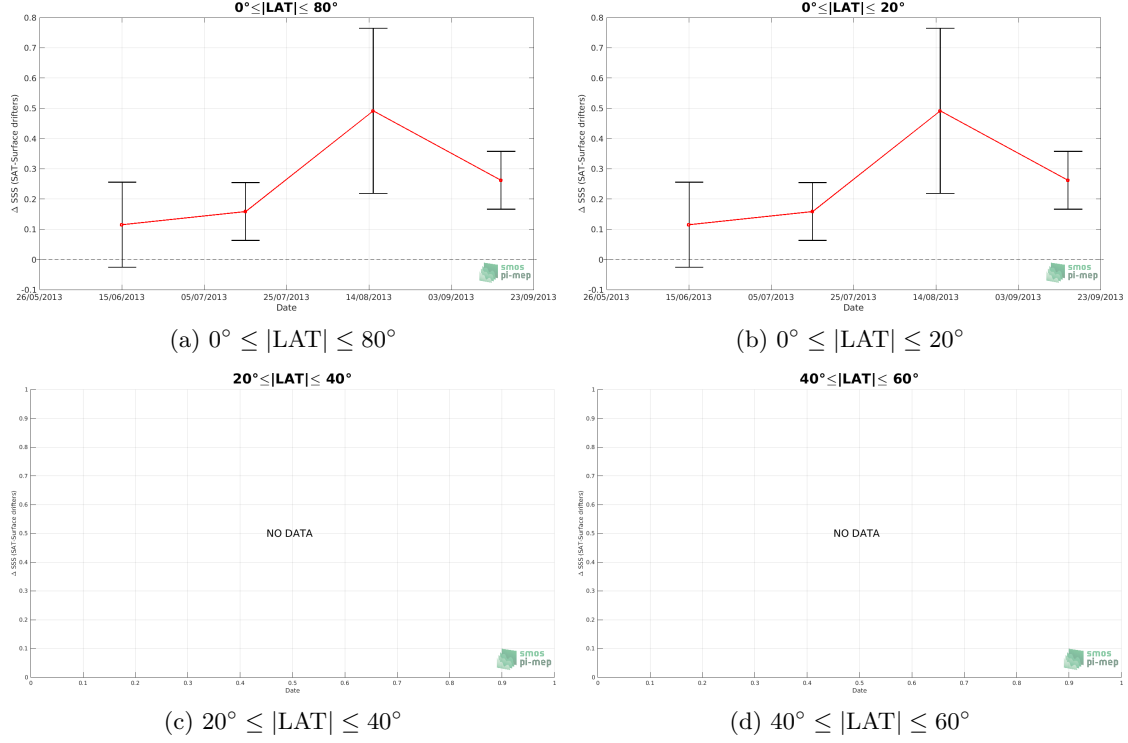 0°≤|LAT|≤ 80°
0.8
0.7
0.6
0.5
0.4
0.3
0.2
0.1
0
-0.1
Δ SSS (SAT-Surface drifters)
26/05/2013 15/06/2013 05/07/2013 25/07/2013 14/08/2013 03/09/2013 23/09/2013
Date
smos
pi-mep
(a) 0° ≤ |LAT| ≤ 80°
0°≤|LAT|≤ 20°
0.8
0.7
0.6
0.5
0.4
0.3
0.2
0.1
0
-0.1
Δ SSS (SAT-Surface drifters)
26/05/2013 15/06/2013 05/07/2013 25/07/2013 14/08/2013 03/09/2013 23/09/2013
Date
smos
pi-mep
(b) 0° ≤ |LAT| ≤ 20°
20°≤|LAT|≤ 40°
1
0.9
0.8
0.7
0.6
0.5
0.4
0.3
0.2
0.1
0
Δ SSS (SAT-Surface drifters)
NO DATA
0 0.1 0.2 0.3 0.4 0.5 0.6 0.7 0.8 0.9 1
Date
smos
pi-mep
(c) 20° ≤ |LAT| ≤ 40°
40°≤|LAT|≤ 60°
1
0.9
0.8
0.7
0.6
0.5
0.4
0.3
0.2
0.1
0
Δ SSS (SAT-Surface drifters)
NO DATA
0 0.1 0.2 0.3 0.4 0.5 0.6 0.7 0.8 0.9 1
Date
smos
pi-mep
(d) 40° ≤ |LAT| ≤ 60°